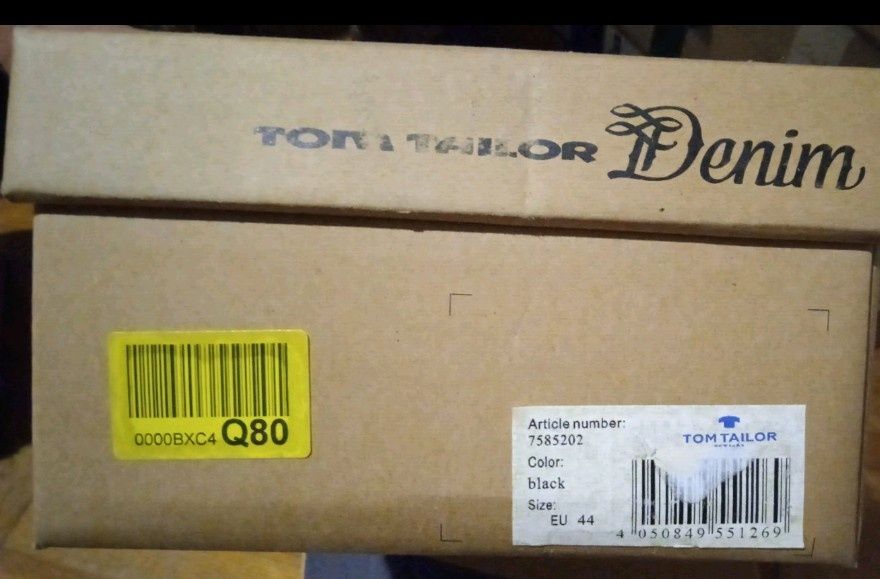 TOM TAILOR Denim
0000BXC4 Q80
Article number:
7585202
TOM TAILOR
Color:
black
Size:
EU 44
4 050849 551269